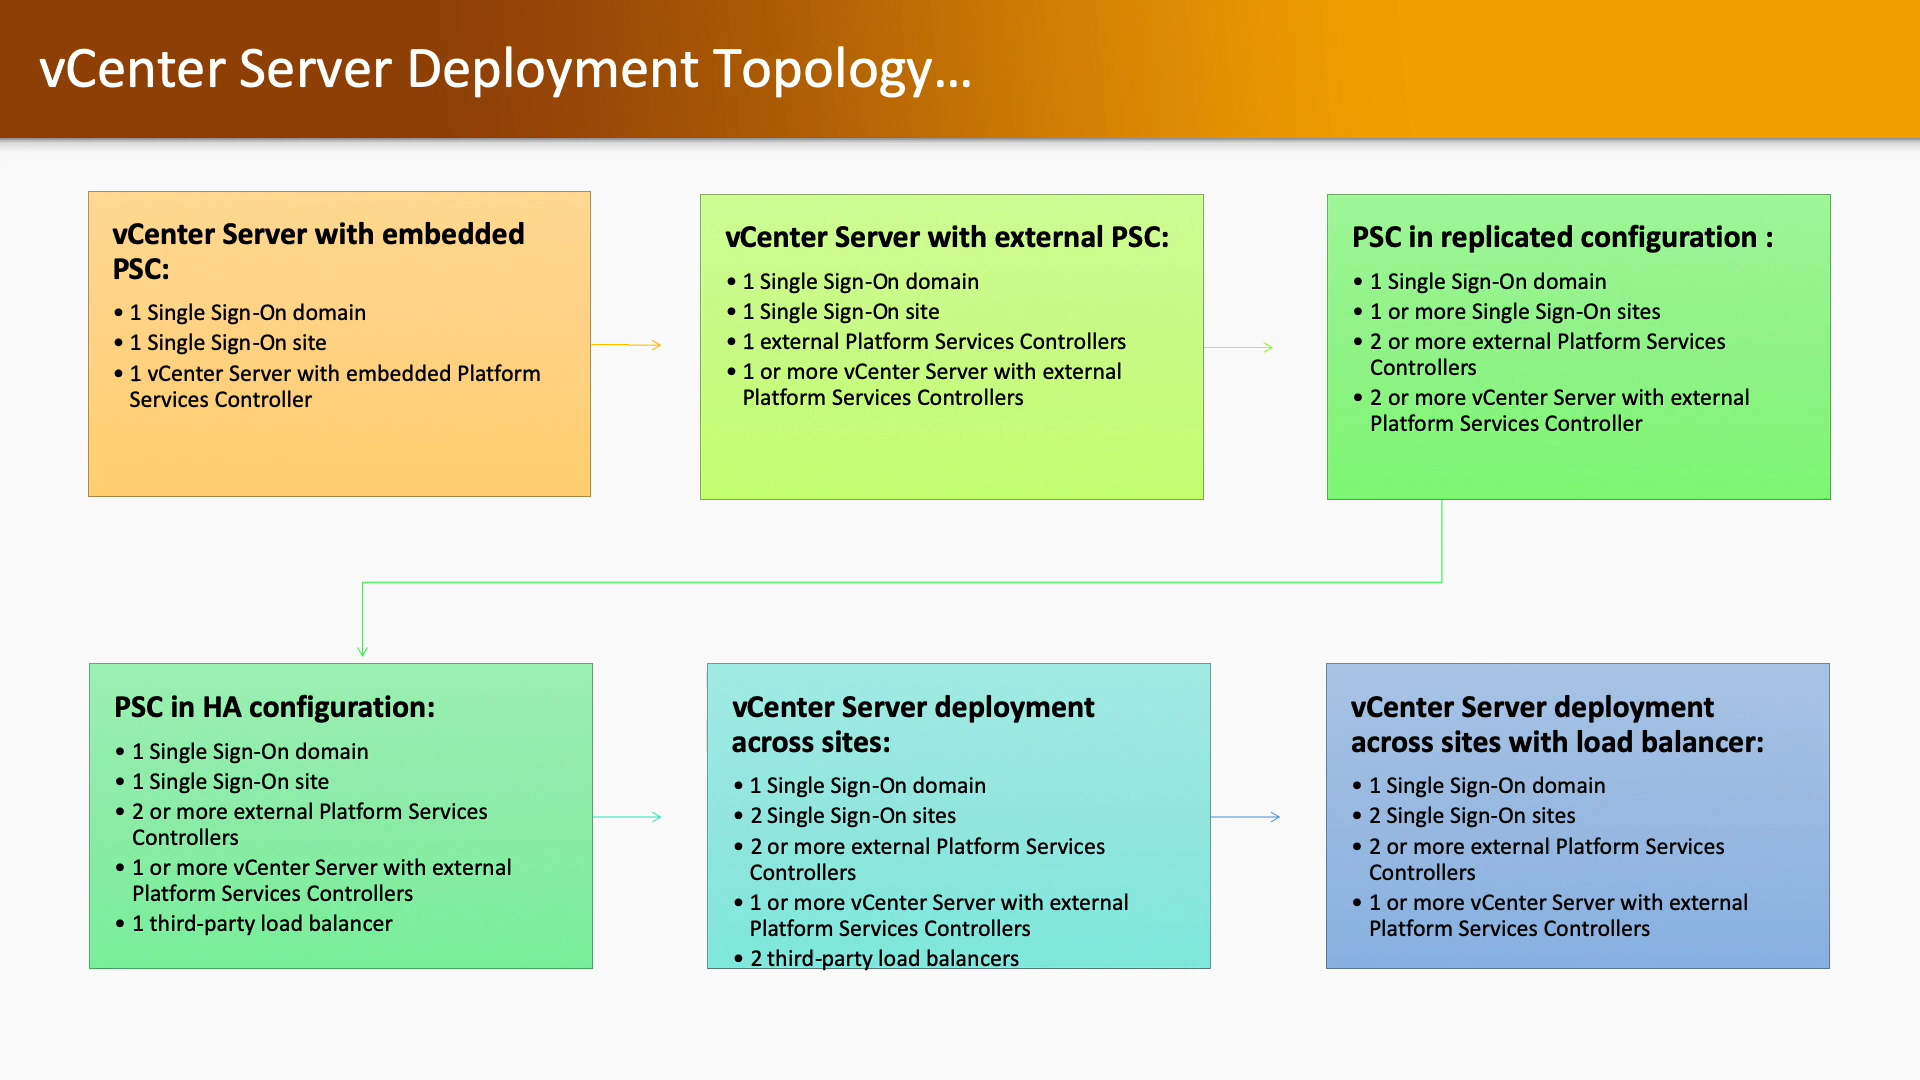 vCenter Server Deployment Topology...
vCenter Server with embedded
PSC:
• 1 Single Sign-On domain
• 1 Single Sign-On site
• 1 vCenter Server with embedded Platform
Services Controller
vCenter Server with external PSC:
• 1 Single Sign-On domain
• 1 Single Sign-On site
• 1 external Platform Services Controllers
• 1 or more vCenter Server with external
Platform Services Controllers
PSC in replicated configuration :
• 1 Single Sign-On domain
• 1 or more Single Sign-On sites
• 2 or more external Platform Services
Controllers
• 2 or more vCenter Server with external
Platform Services Controller
PSC in HA configuration:
• 1 Single Sign-On domain
• 1 Single Sign-On site
• 2 or more external Platform Services
Controllers
• 1 or more vCenter Server with external
Platform Services Controllers
• 1 third-party load balancer
vCenter Server deployment
across sites:
• 1 Single Sign-On domain
• 2 Single Sign-On sites
• 2 or more external Platform Services
Controllers
• 1 or more vCenter Server with external
Platform Services Controllers
• 2 third-party load balancers
vCenter Server deployment
across sites with load balancer:
• 1 Single Sign-On domain
• 2 Single Sign-On sites
• 2 or more external Platform Services
Controllers
• 1 or more vCenter Server with external
Platform Services Controllers